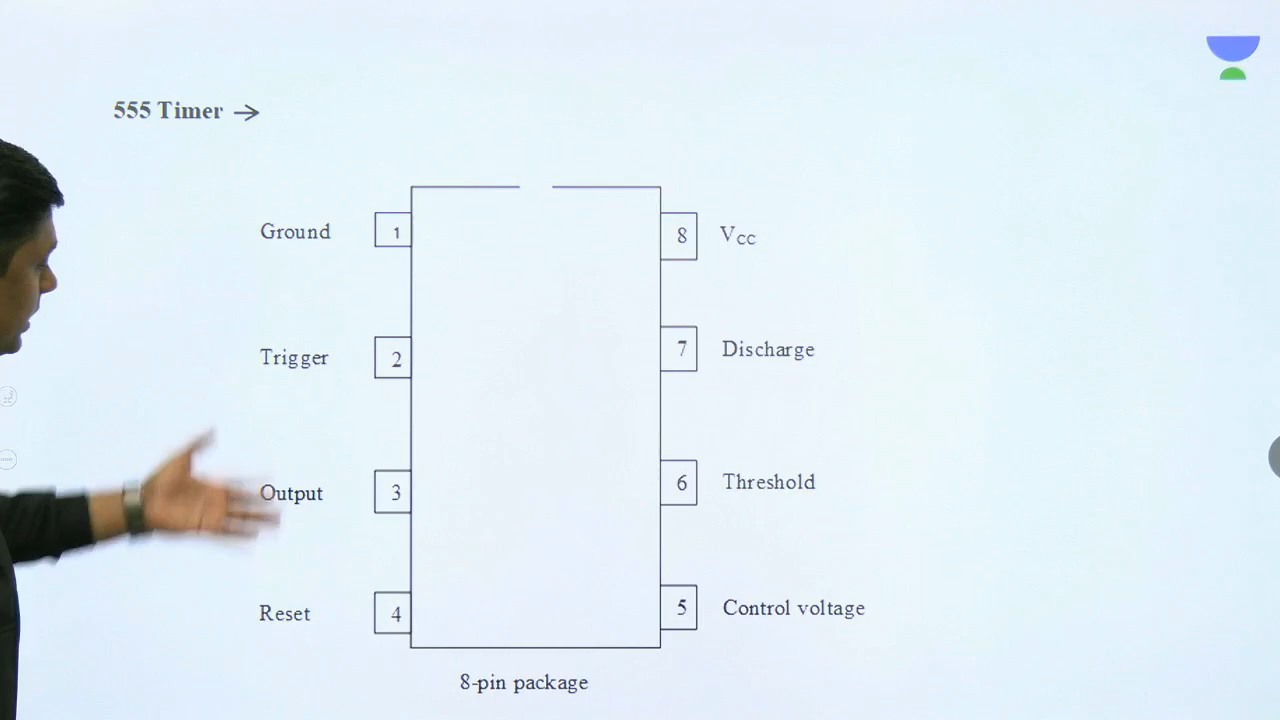 555 Timer →
Ground 1 8 VCC
Trigger 2 7 Discharge
Output 3 6 Threshold
Reset 4 5 Control voltage
8-pin package